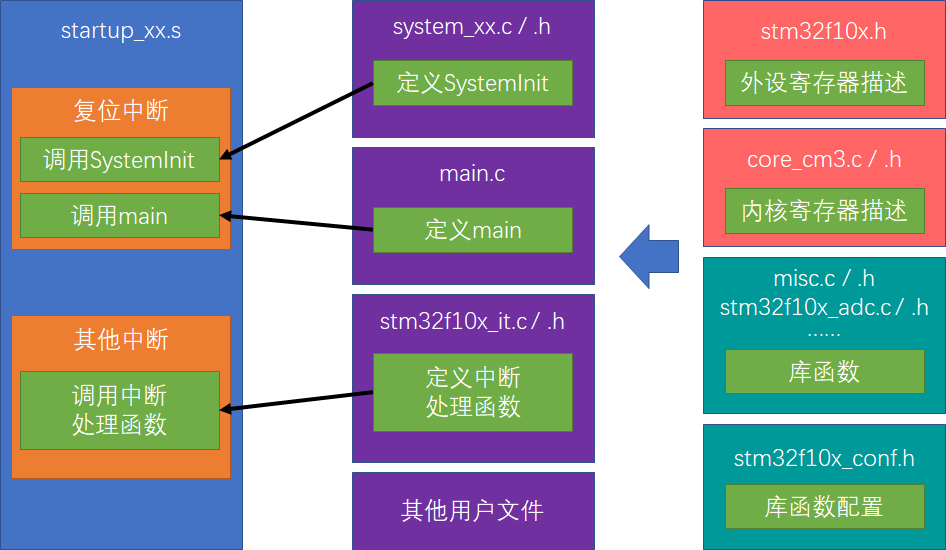 startup_xx.s
复位中断
调用SystemInit
调用main
其他中断
调用中断
处理函数
system_xx.c / .h
定义SystemInit
main.c
定义main
stm32f10x_it.c / .h
定义中断
处理函数
其他用户文件
stm32f10x.h
外设寄存器描述
core_cm3.c / .h
内核寄存器描述
misc.c / .h
stm32f10x_adc.c / .h
……
库函数
stm32f10x_conf.h
库函数配置